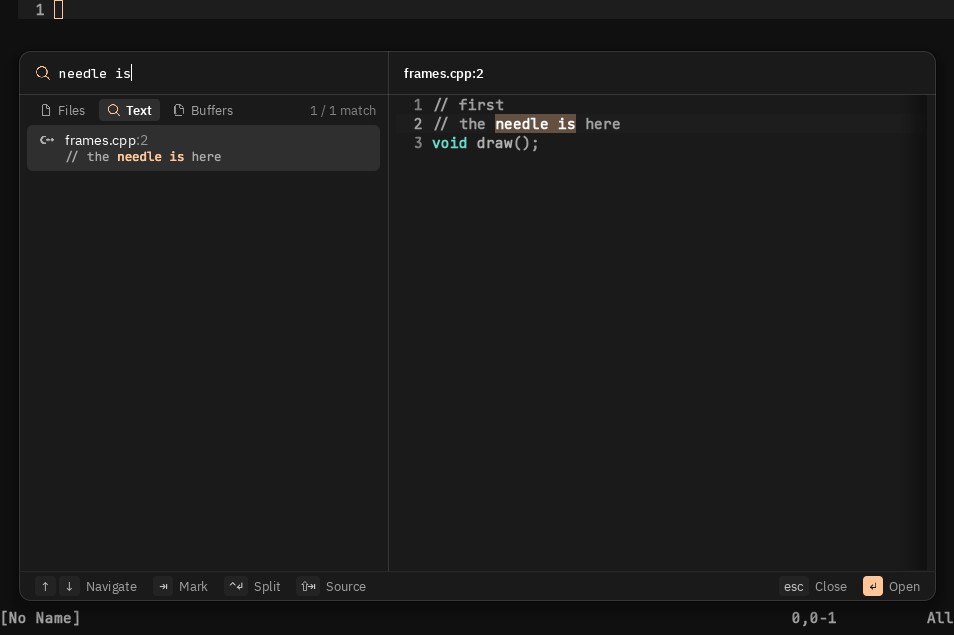 1
needle is
frames.cpp:2
Files Text Buffers 1 / 1 match
frames.cpp:2
// the needle is here
1 // first
2 // the needle is here
3 void draw();
↑ ↓ Navigate ⇥ Mark ^↵ Split ⇧⇥ Source esc Close ↵ Open
[No Name] 0,0-1 All